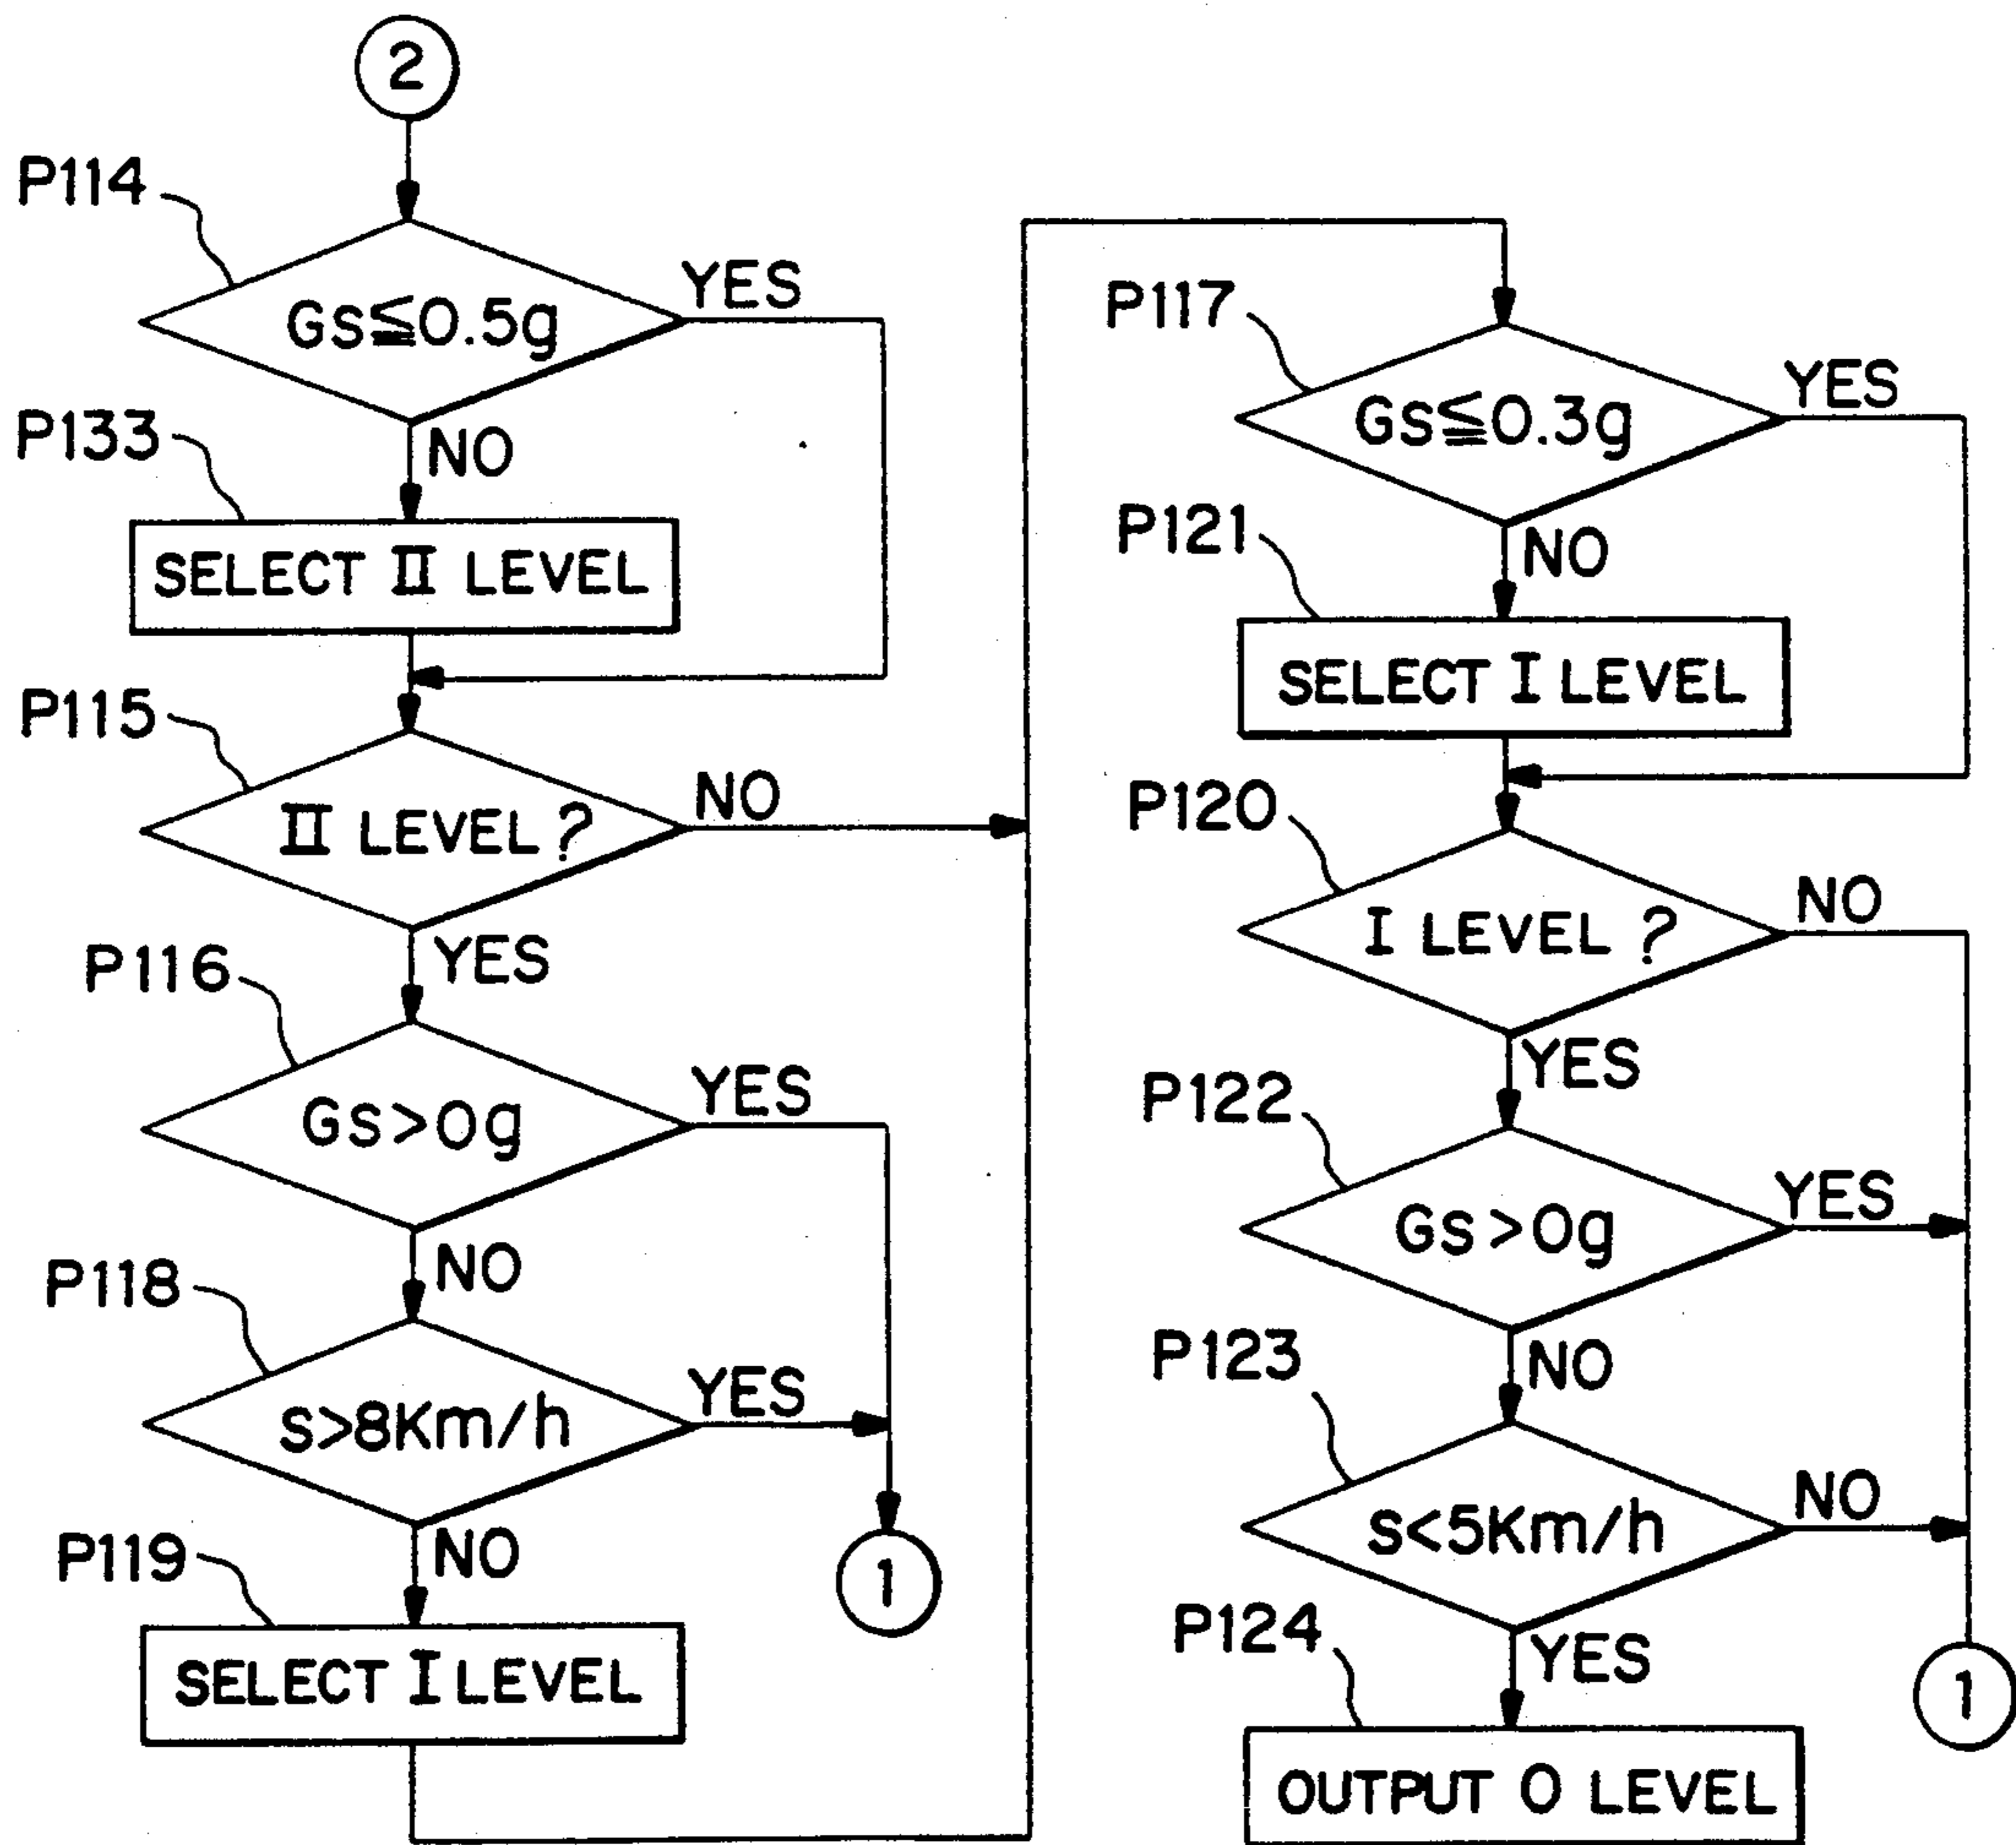 2
P114
Gs≦0.5g
YES
P133
NO
SELECT II LEVEL
P115
II LEVEL ?
NO
P116
YES
Gs>0g
YES
P118
NO
s>8Km/h
YES
P119
NO
1
SELECT I LEVEL
P117
Gs≦0.3g
YES
P121
NO
SELECT I LEVEL
P120
I LEVEL ?
NO
P122
YES
Gs>0g
YES
P123
NO
s<5Km/h
NO
P124
YES
1
OUTPUT O LEVEL